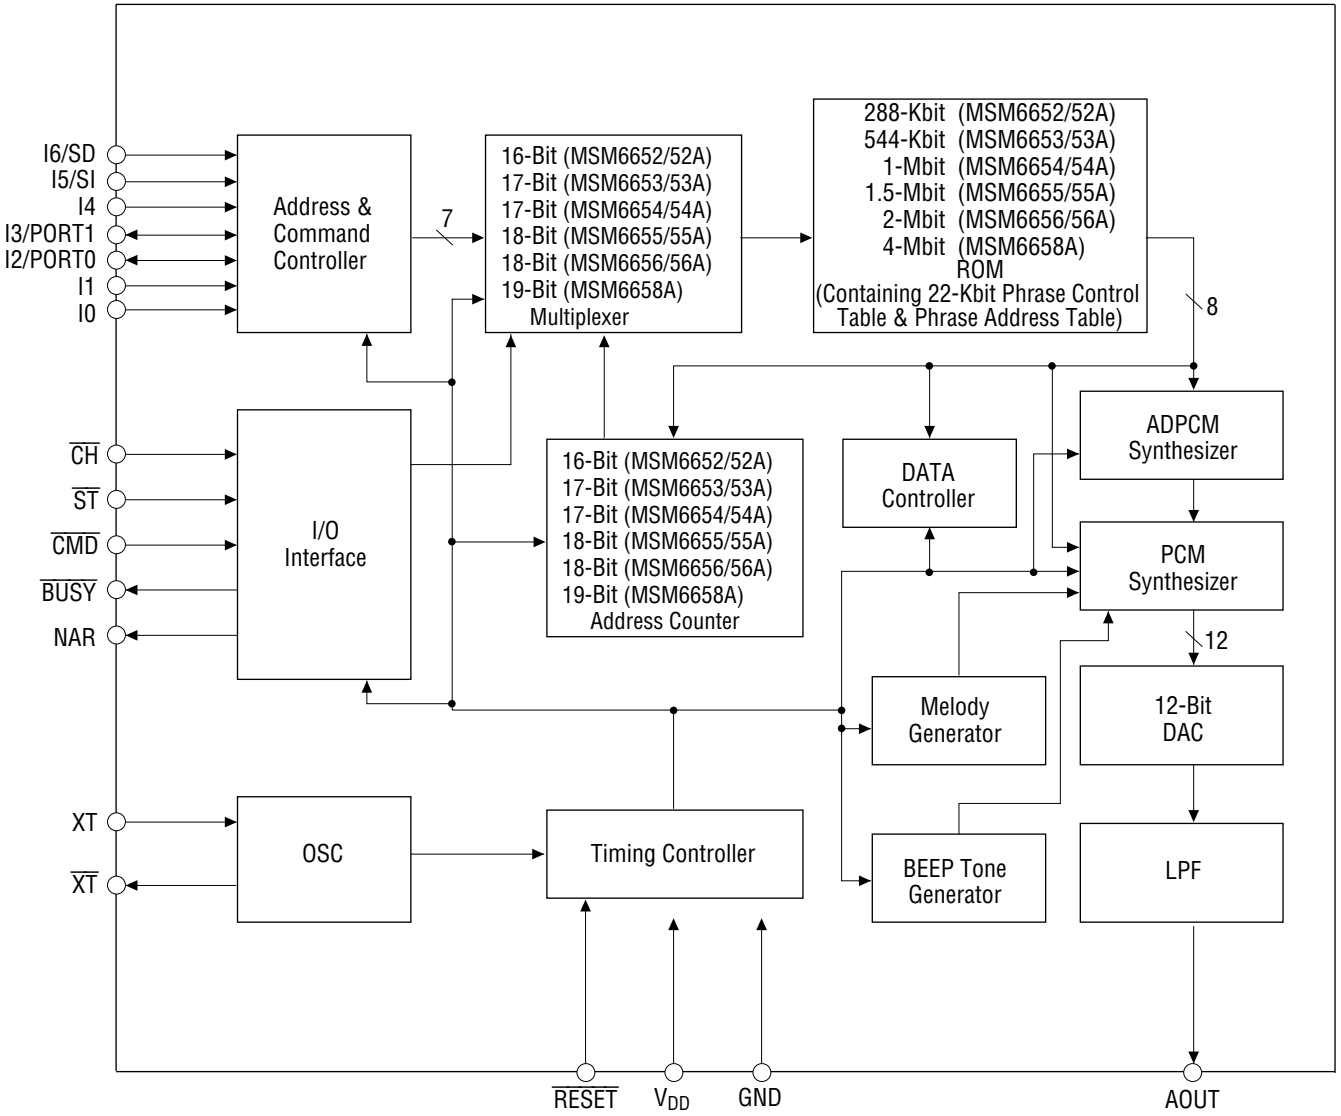 I6/SD
I5/SI
I4
I3/PORT1
I2/PORT0
I1
I0
Address &
Command
Controller
7
16-Bit (MSM6652/52A)
17-Bit (MSM6653/53A)
17-Bit (MSM6654/54A)
18-Bit (MSM6655/55A)
18-Bit (MSM6656/56A)
19-Bit (MSM6658A)
Multiplexer
288-Kbit (MSM6652/52A)
544-Kbit (MSM6653/53A)
1-Mbit (MSM6654/54A)
1.5-Mbit (MSM6655/55A)
2-Mbit (MSM6656/56A)
4-Mbit (MSM6658A)
ROM
(Containing 22-Kbit Phrase Control
Table & Phrase Address Table)
8
C̅H̅
S̅T̅
C̅M̅D̅
B̅U̅S̅Y̅
NAR
I/O
Interface
16-Bit (MSM6652/52A)
17-Bit (MSM6653/53A)
17-Bit (MSM6654/54A)
18-Bit (MSM6655/55A)
18-Bit (MSM6656/56A)
19-Bit (MSM6658A)
Address Counter
DATA
Controller
ADPCM
Synthesizer
PCM
Synthesizer
12
Melody
Generator
12-Bit
DAC
XT
X̅T̅
OSC
Timing Controller
BEEP Tone
Generator
LPF
R̅E̅S̅E̅T̅
VDD
GND
AOUT